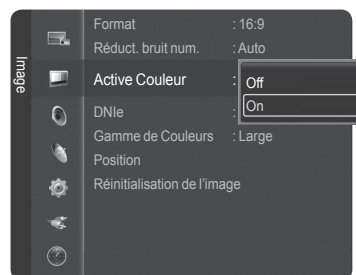 Image
Format : 16:9
Réduct. bruit num. : Auto
Active Couleur :
Off
On
DNIe :
Gamme de Couleurs : Large
Position
Réinitialisation de l'image